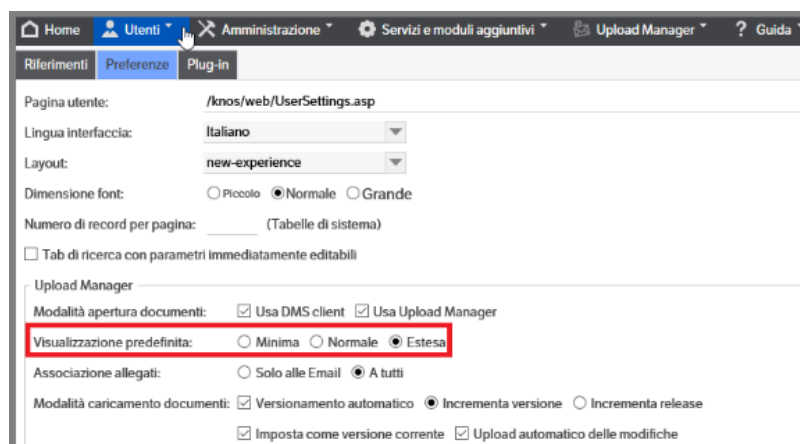 Home Utenti Amministrazione Servizi e moduli aggiuntivi Upload Manager ? Guida
Riferimenti Preferenze Plug-in
Pagina utente: /knos/web/UserSettings.asp
Lingua interfaccia: Italiano
Layout: new-experience
Dimensione font: Piccolo Normale Grande
Numero di record per pagina: (Tabelle di sistema)
Tab di ricerca con parametri immediatamente editabili
Upload Manager
Modalità apertura documenti: Usa DMS client Usa Upload Manager
Visualizzazione predefinita: Minima Normale Estesa
Associazione allegati: Solo alle Email A tutti
Modalità caricamento documenti: Versionamento automatico Incrementa versione Incrementa release
Imposta come versione corrente Upload automatico delle modifiche